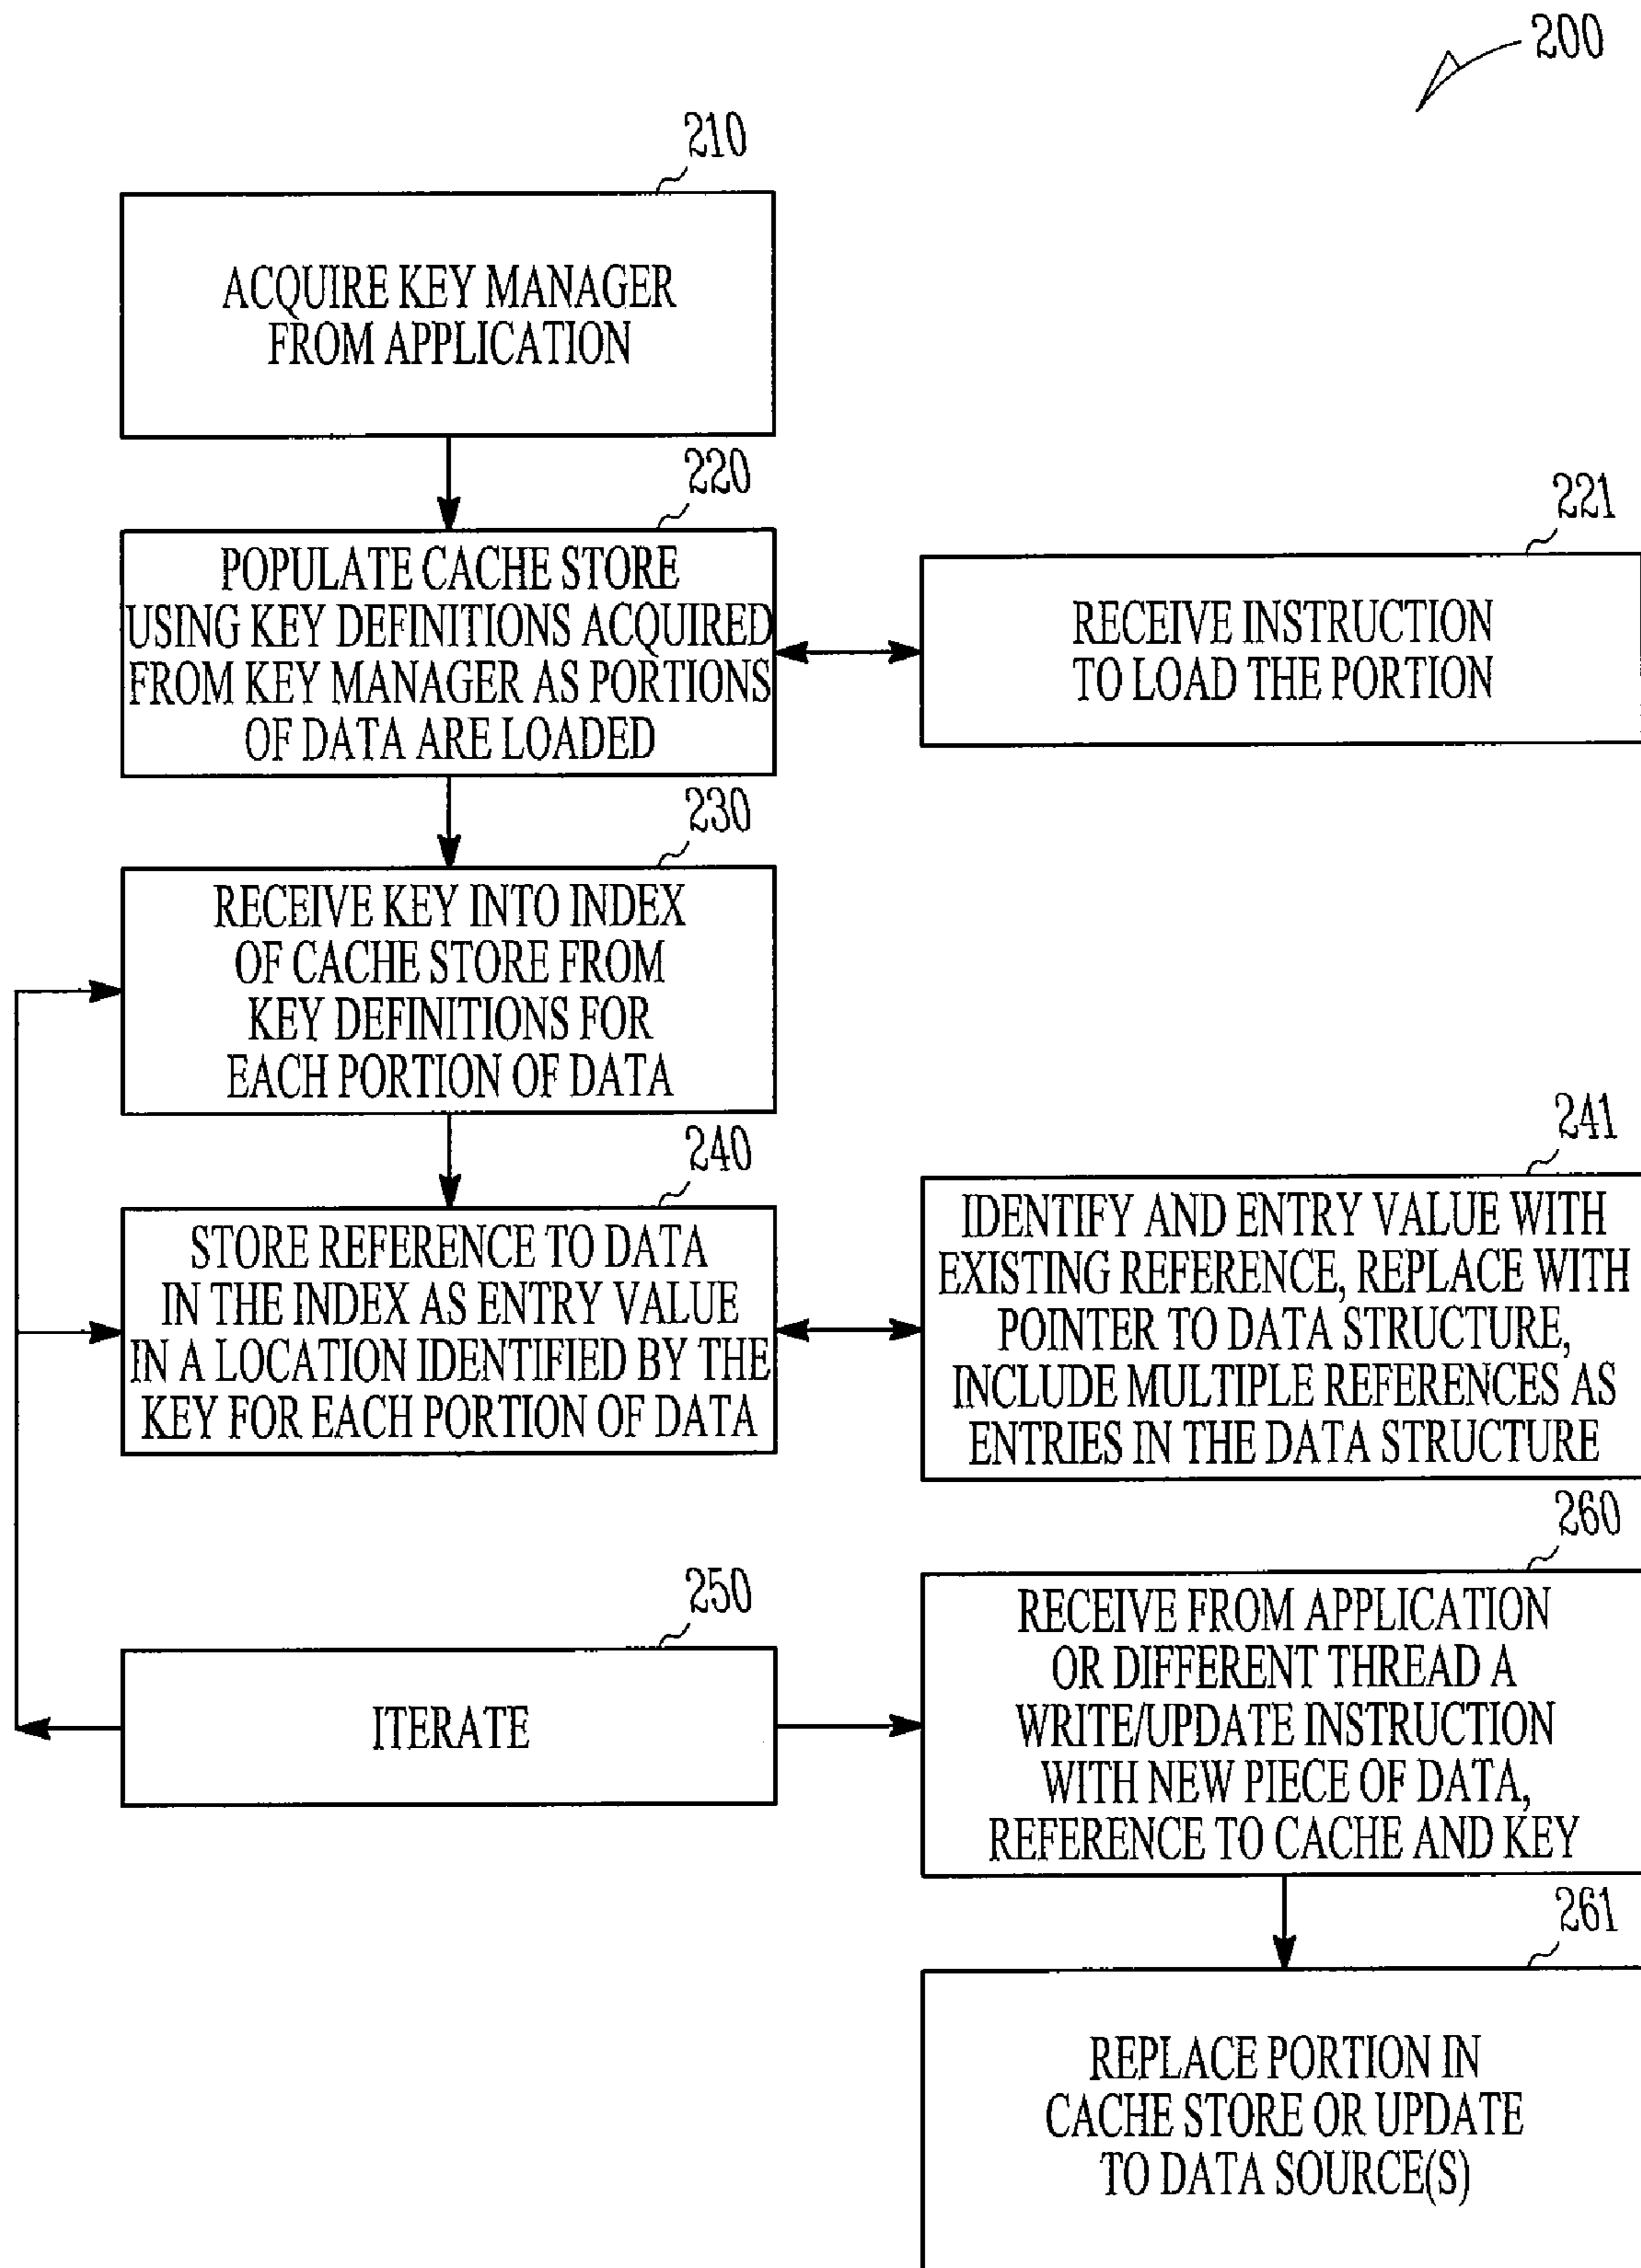 200
210
ACQUIRE KEY MANAGER
FROM APPLICATION
220
POPULATE CACHE STORE
USING KEY DEFINITIONS ACQUIRED
FROM KEY MANAGER AS PORTIONS
OF DATA ARE LOADED
221
RECEIVE INSTRUCTION
TO LOAD THE PORTION
230
RECEIVE KEY INTO INDEX
OF CACHE STORE FROM
KEY DEFINITIONS FOR
EACH PORTION OF DATA
240
STORE REFERENCE TO DATA
IN THE INDEX AS ENTRY VALUE
IN A LOCATION IDENTIFIED BY THE
KEY FOR EACH PORTION OF DATA
241
IDENTIFY AND ENTRY VALUE WITH
EXISTING REFERENCE, REPLACE WITH
POINTER TO DATA STRUCTURE,
INCLUDE MULTIPLE REFERENCES AS
ENTRIES IN THE DATA STRUCTURE
250
ITERATE
260
RECEIVE FROM APPLICATION
OR DIFFERENT THREAD A
WRITE/UPDATE INSTRUCTION
WITH NEW PIECE OF DATA,
REFERENCE TO CACHE AND KEY
261
REPLACE PORTION IN
CACHE STORE OR UPDATE
TO DATA SOURCE(S)